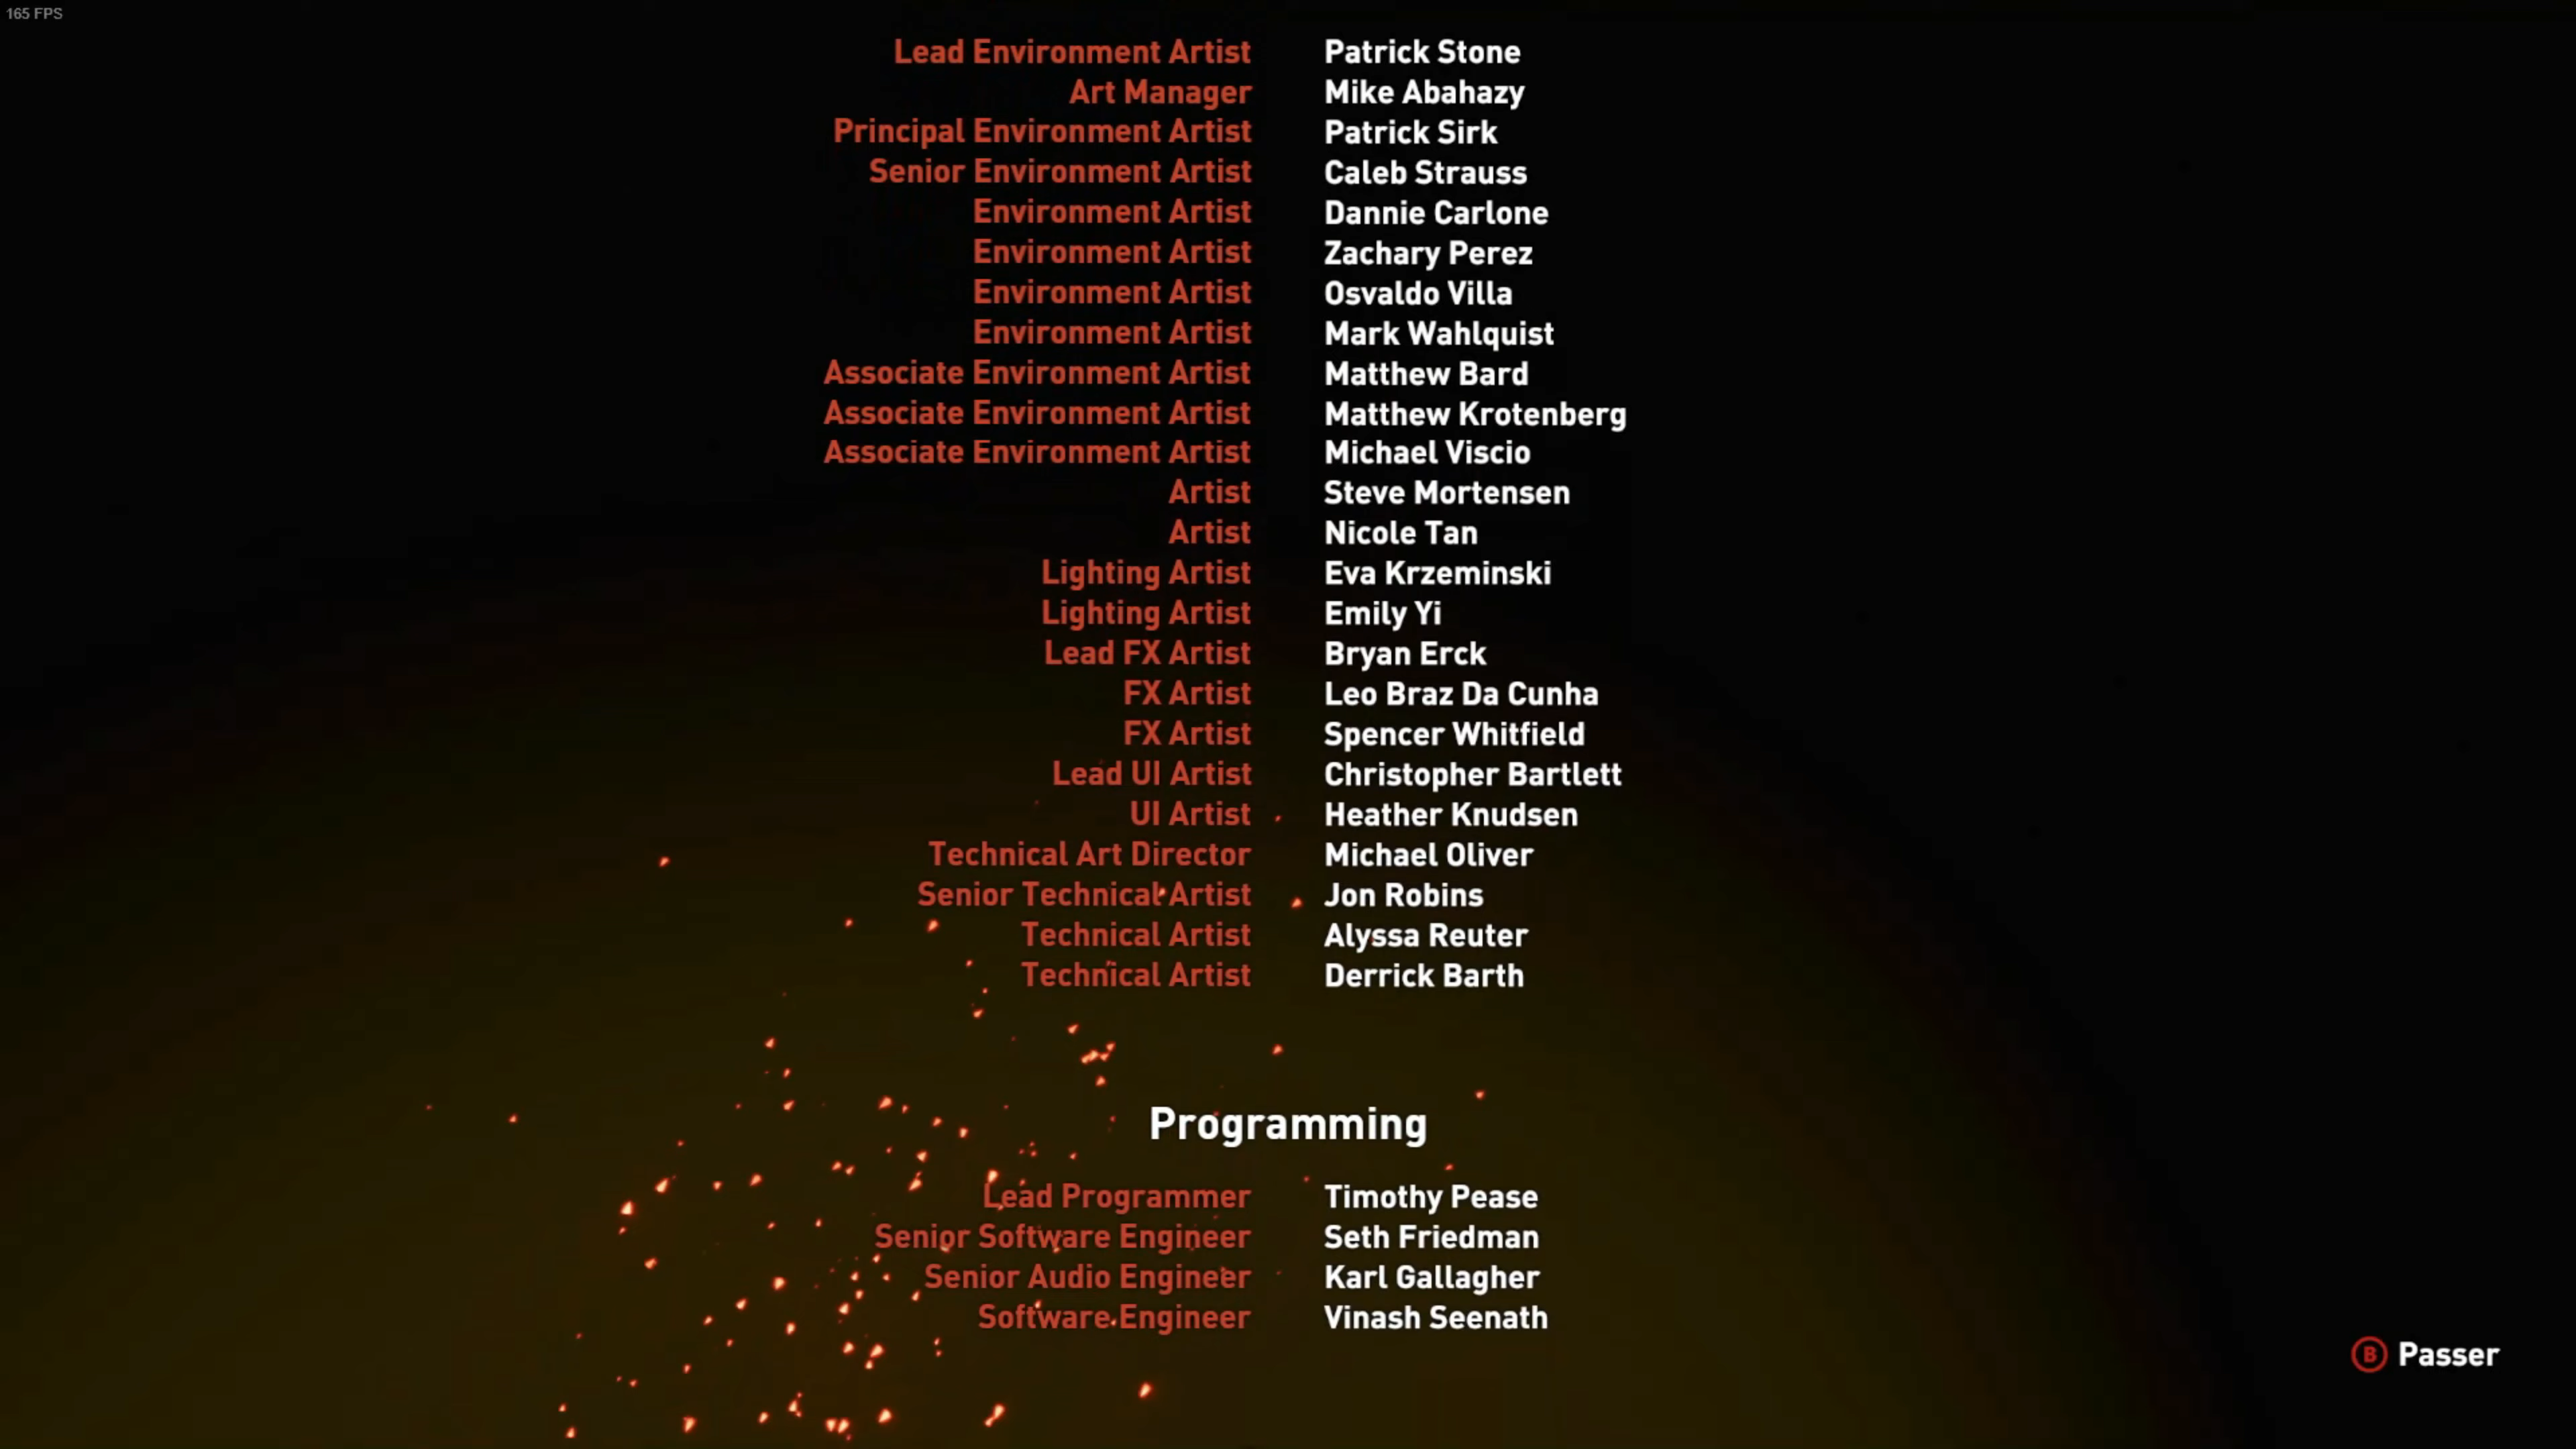 165 FPS
Lead Environment Artist Patrick Stone
Art Manager Mike Abahazy
Principal Environment Artist Patrick Sirk
Senior Environment Artist Caleb Strauss
Environment Artist Dannie Carlone
Environment Artist Zachary Perez
Environment Artist Osvaldo Villa
Environment Artist Mark Wahlquist
Associate Environment Artist Matthew Bard
Associate Environment Artist Matthew Krotenberg
Associate Environment Artist Michael Viscio
Artist Steve Mortensen
Artist Nicole Tan
Lighting Artist Eva Krzeminski
Lighting Artist Emily Yi
Lead FX Artist Bryan Erck
FX Artist Leo Braz Da Cunha
FX Artist Spencer Whitfield
Lead UI Artist Christopher Bartlett
UI Artist Heather Knudsen
Technical Art Director Michael Oliver
Senior Technical Artist Jon Robins
Technical Artist Alyssa Reuter
Technical Artist Derrick Barth
Programming
Lead Programmer Timothy Pease
Senior Software Engineer Seth Friedman
Senior Audio Engineer Karl Gallagher
Software Engineer Vinash Seenath
B Passer